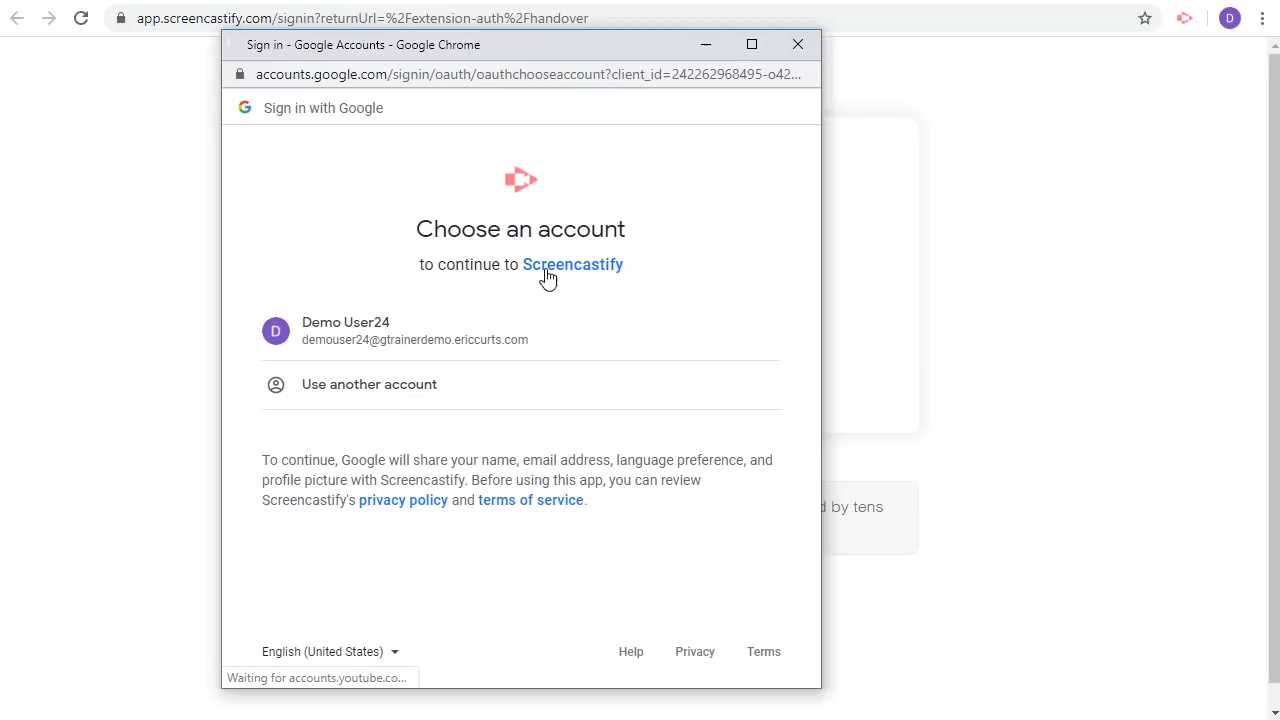 app.screencastify.com/signin?returnUrl=%2Fextension-auth%2Fhandover
D
Sign in - Google Accounts - Google Chrome
accounts.google.com/signin/oauth/oauthchooseaccount?client_id=242262968495-o42...
Sign in with Google
Choose an account
to continue to Screencastify
D
Demo User24
demouser24@gtrainerdemo.ericcurts.com
Use another account
To continue, Google will share your name, email address, language preference, and
profile picture with Screencastify. Before using this app, you can review
Screencastify's privacy policy and terms of service.
d by tens
English (United States)
Help
Privacy
Terms
Waiting for accounts.youtube.co...